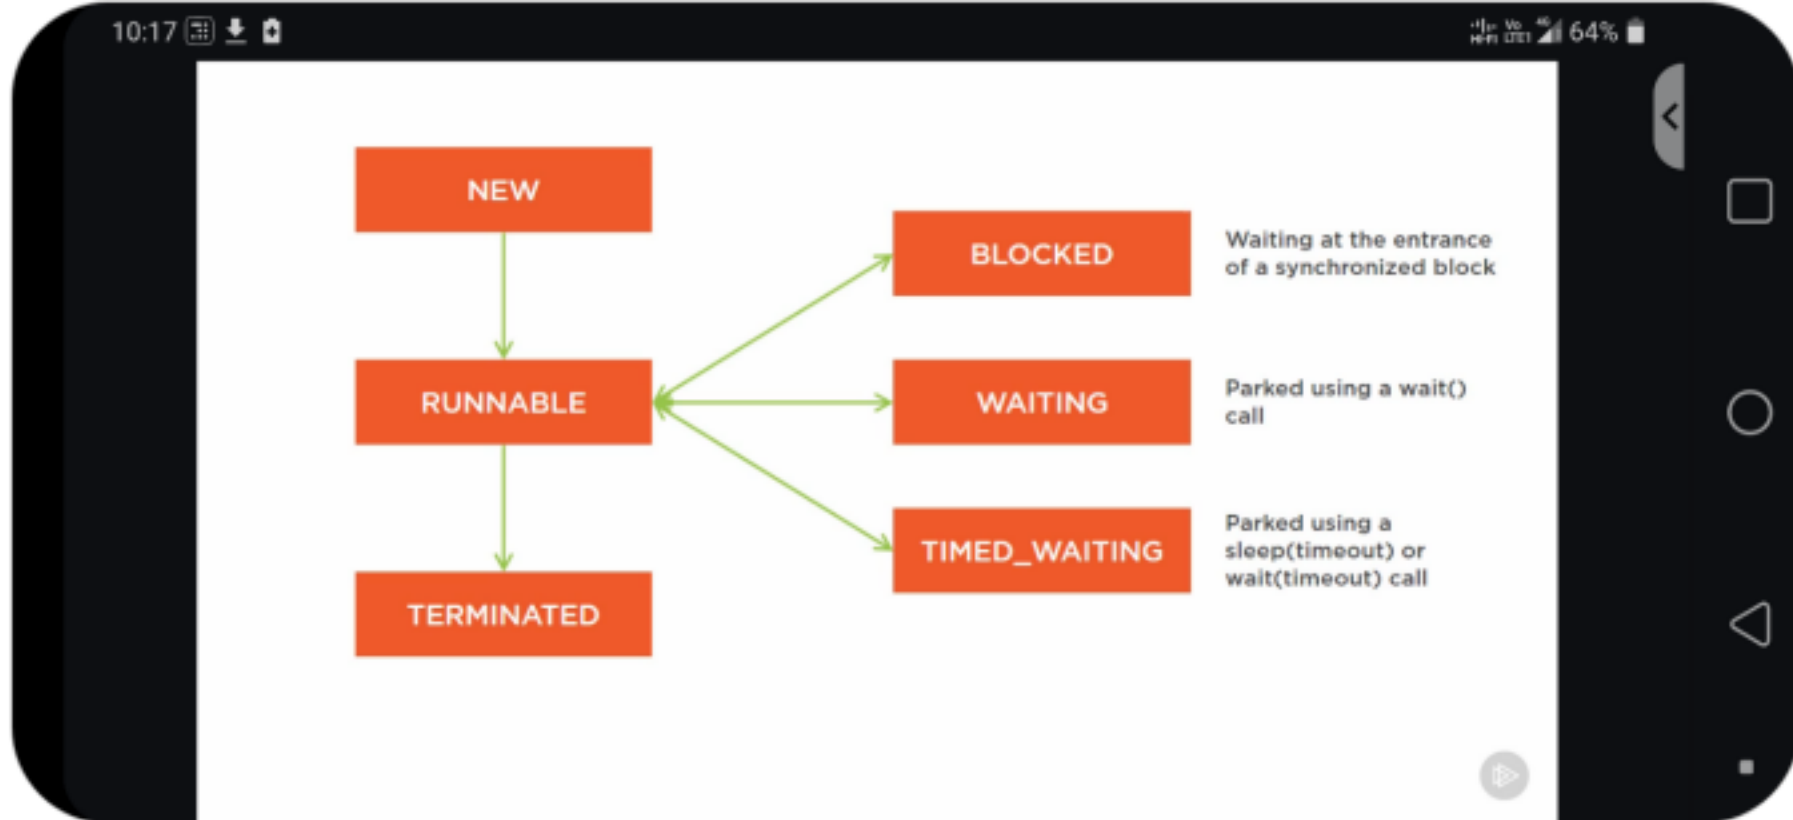 10:17
64%
NEW
BLOCKED
Waiting at the entrance
of a synchronized block
RUNNABLE
WAITING
Parked using a wait()
call
TIMED_WAITING
Parked using a
sleep(timeout) or
wait(timeout) call
TERMINATED